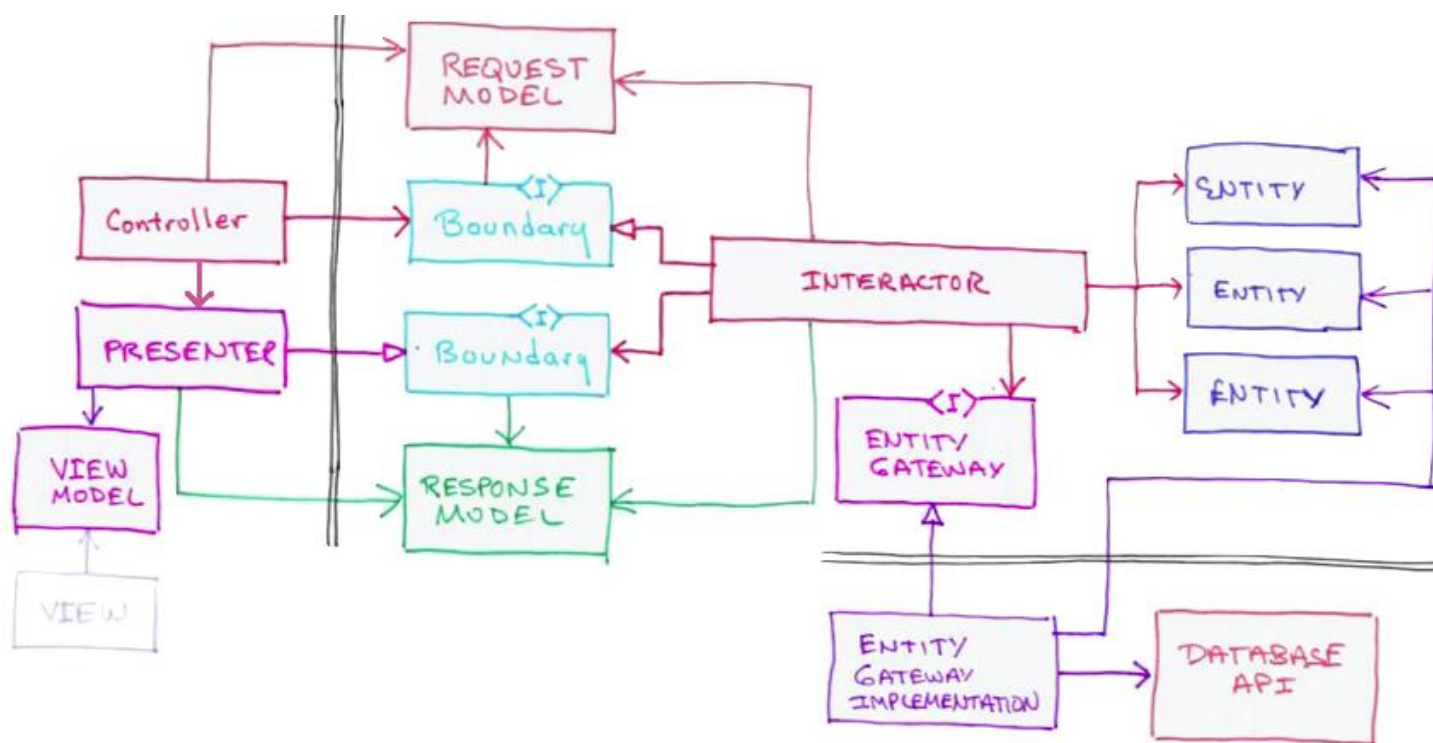 REQUEST
MODEL
Controller
<I>
Boundary
INTERACTOR
ENTITY
ENTITY
ENTITY
PRESENTER
<I>
Boundary
<I>
ENTITY
GATEWAY
VIEW
MODEL
RESPONSE
MODEL
VIEW
ENTITY
GATEWAY
IMPLEMENTATION
DATABASE
API